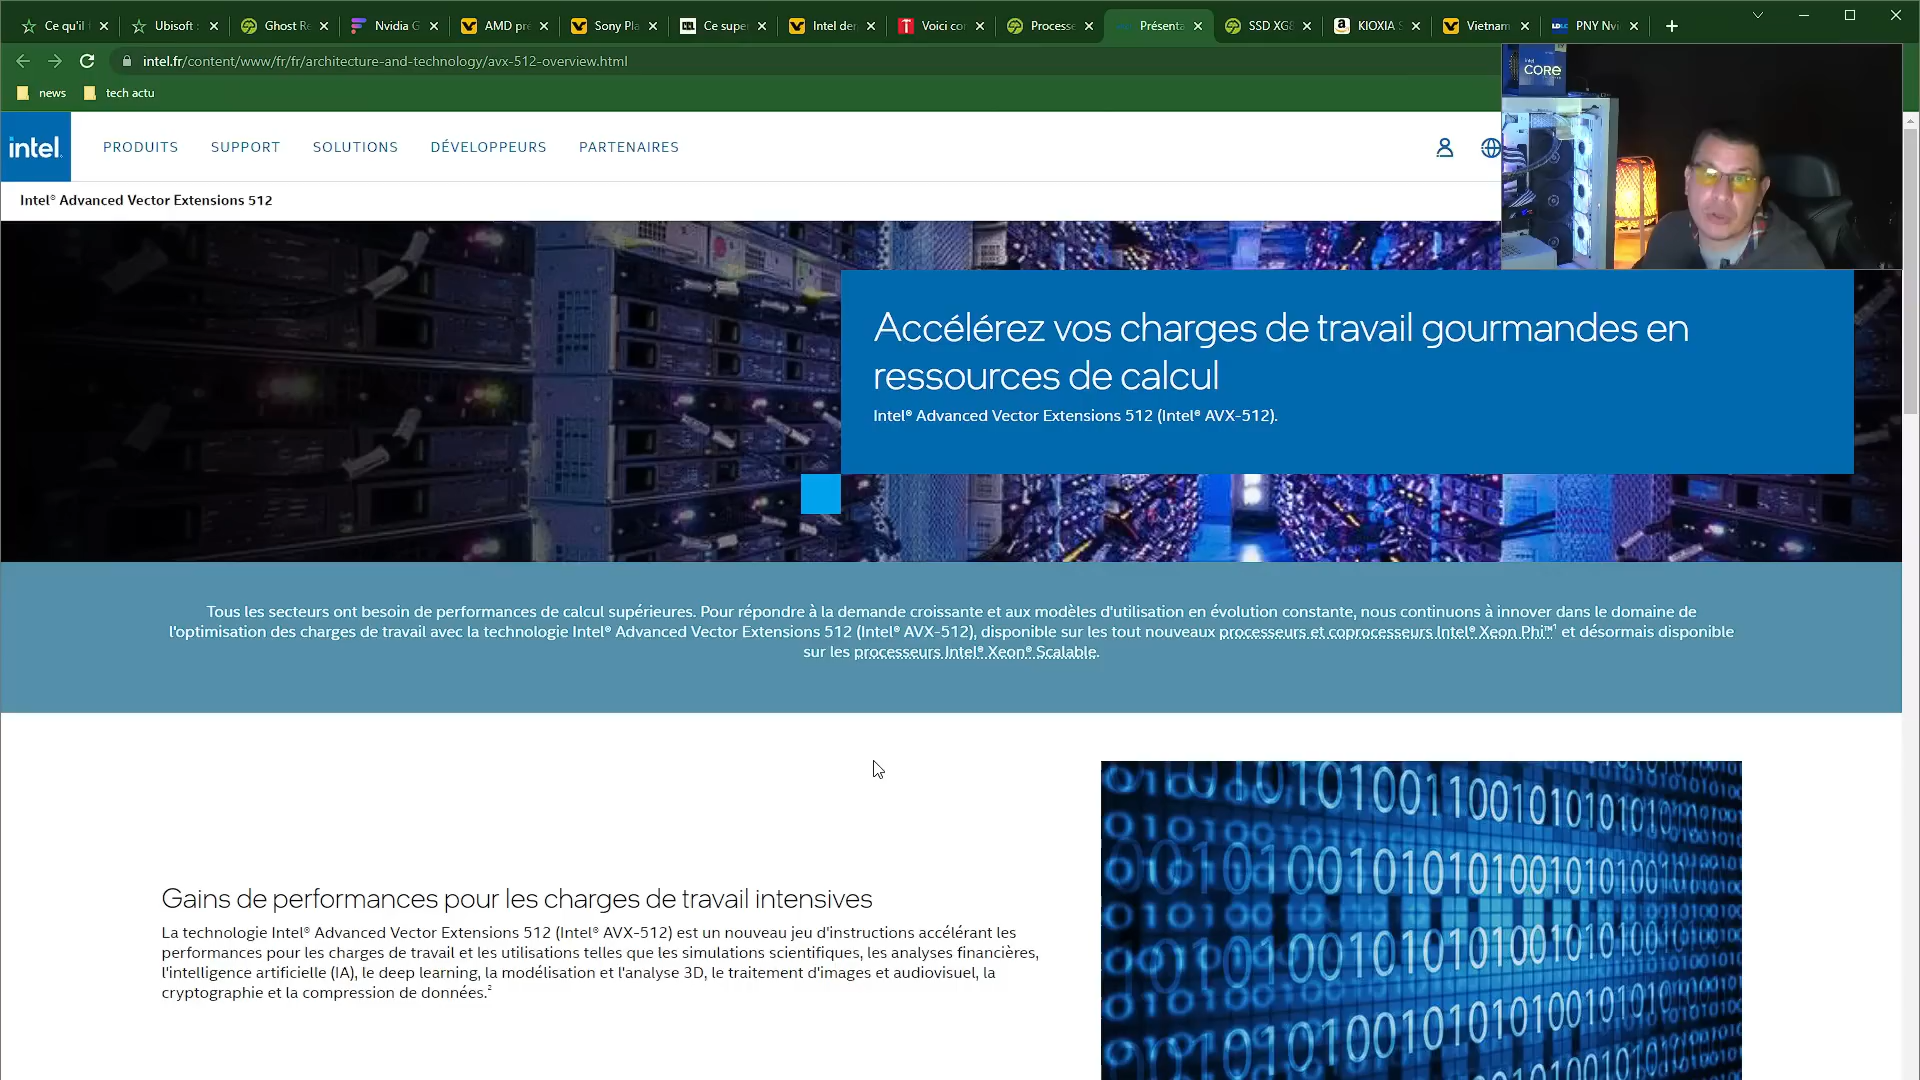 Ce qu'il
Ubisoft
Ghost Re
Nvidia G
AMD pr
Sony Pla
Ce super
Intel der
Voici co
Processe
Présenta
SSD XG8
KIOXIA
Vietnam
PNY Nvi
intel.fr/content/www/fr/fr/architecture-and-technology/avx-512-overview.html
news
tech actu
intel.
PRODUITS
SUPPORT
SOLUTIONS
DÉVELOPPEURS
PARTENAIRES
intel
CORE
Intel® Advanced Vector Extensions 512
Accélérez vos charges de travail gourmandes en
ressources de calcul
Intel® Advanced Vector Extensions 512 (Intel® AVX-512).
Tous les secteurs ont besoin de performances de calcul supérieures. Pour répondre à la demande croissante et aux modèles d'utilisation en évolution constante, nous continuons à innover dans le domaine de
l'optimisation des charges de travail avec la technologie Intel® Advanced Vector Extensions 512 (Intel® AVX-512), disponible sur les tout nouveaux processeurs et coprocesseurs Intel® Xeon Phi™¹ et désormais disponible
sur les processeurs Intel® Xeon® Scalable.
Gains de performances pour les charges de travail intensives
La technologie Intel® Advanced Vector Extensions 512 (Intel® AVX-512) est un nouveau jeu d'instructions accélérant les
performances pour les charges de travail et les utilisations telles que les simulations scientifiques, les analyses financières,
l'intelligence artificielle (IA), le deep learning, la modélisation et l'analyse 3D, le traitement d'images et audiovisuel, la
cryptographie et la compression de données.²